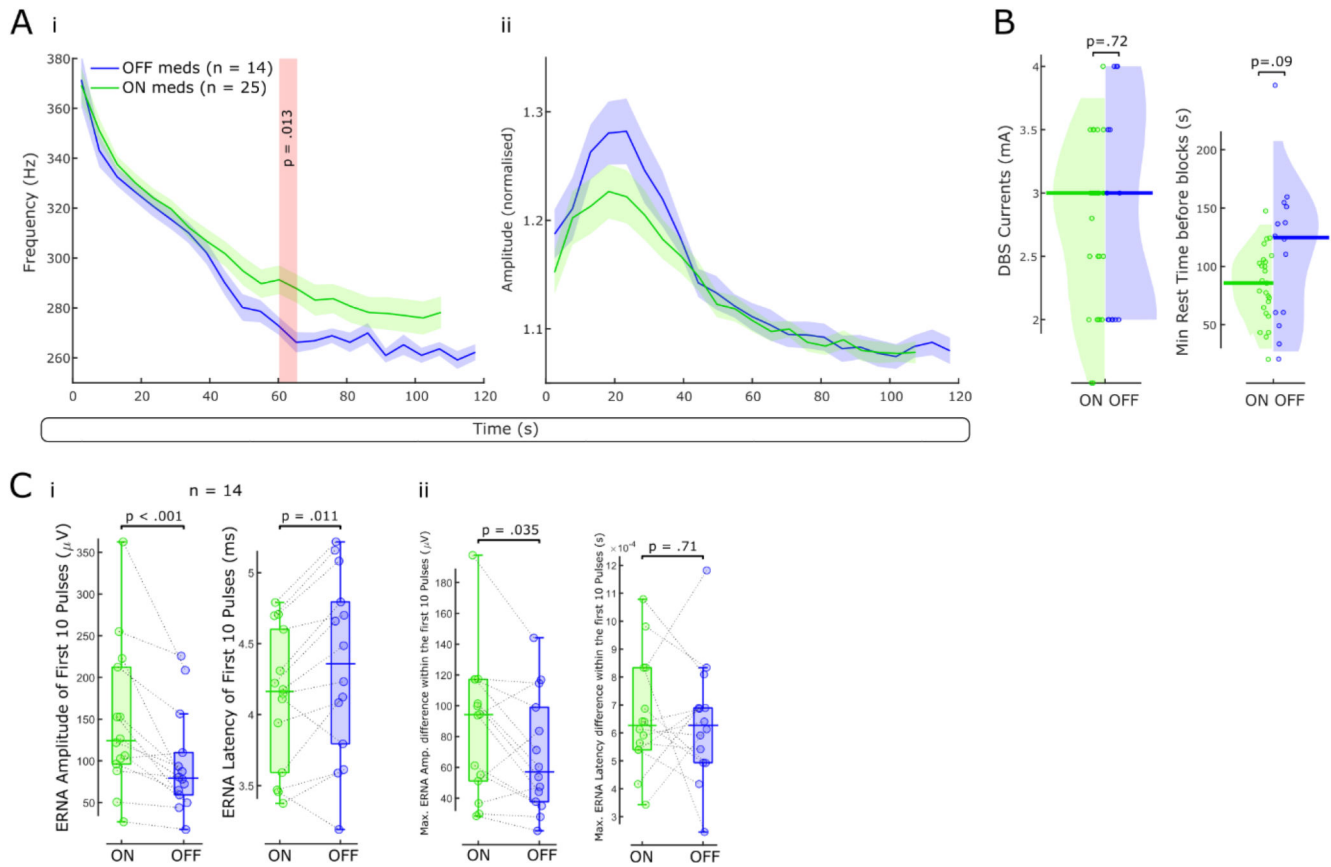 A i ii B
OFF meds (n = 14)
ON meds (n = 25)
p = .013
Frequency (Hz)
380
360
340
320
300
280
260
0 20 40 60 80 100 120
Amplitude (normalised)
1.3
1.2
1.10
0 20 40 60 80 100 120
Time (s)
p=.72
DBS Currents (mA)
4
3.5
3
2.5
2
ON OFF
p=.09
Min Rest Time before blocks (s)
200
150
100
50
ON OFF
C i n = 14 ii
p < .001
ERNA Amplitude of First 10 Pulses (μV)
350
300
250
200
150
100
50
ON OFF
p = .011
ERNA Latency of First 10 Pulses (ms)
5
4.5
4
3.5
ON OFF
p = .035
Max. ERNA Amp. difference within the first 10 Pulses (μV)
180
160
140
120
100
80
60
40
20
ON OFF
p = .71
Max. ERNA Latency difference within the first 10 Pulses (s)
×10⁻⁴
12
11
10
9
8
7
6
5
4
3
ON OFF